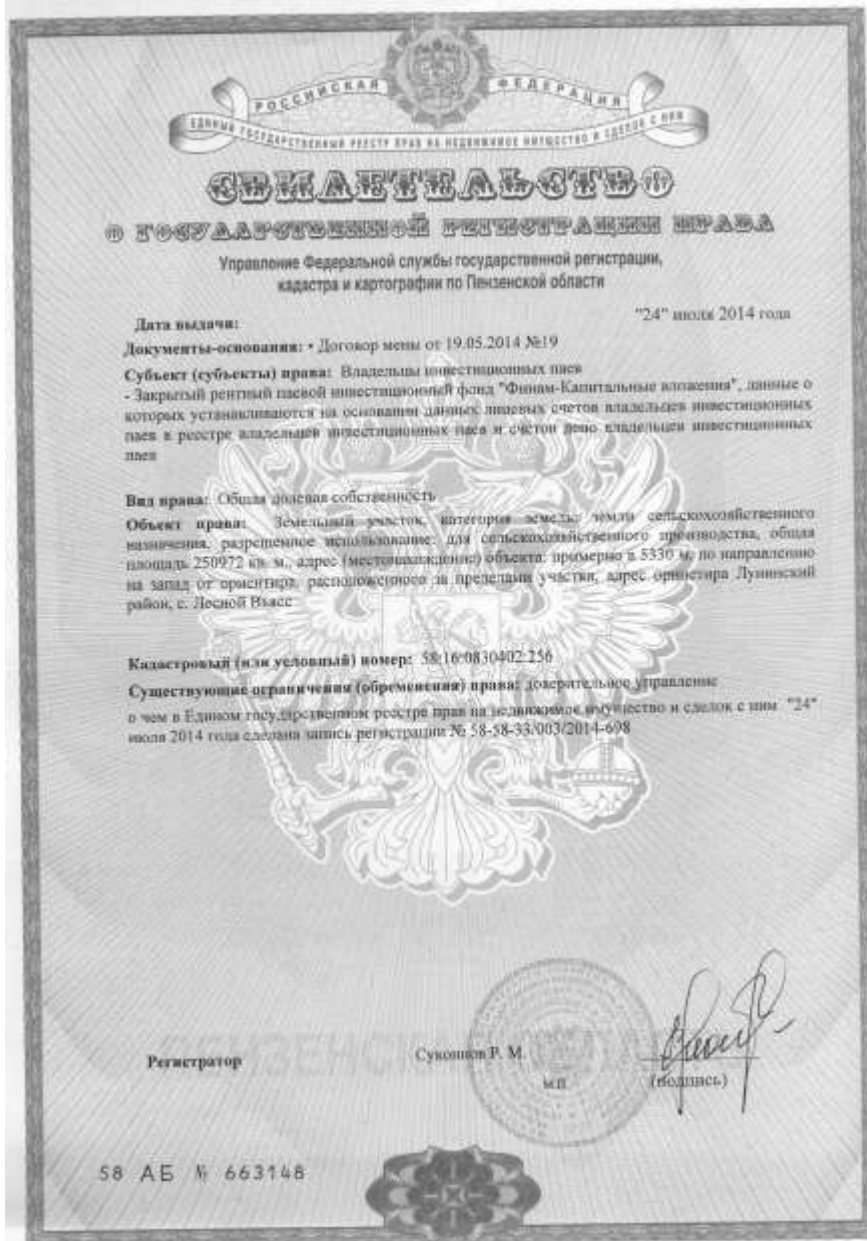 РОССИЙСКАЯ ФЕДЕРАЦИЯ
ЕДИНЫЙ ГОСУДАРСТВЕННЫЙ РЕЕСТР ПРАВ НА НЕДВИЖИМОЕ ИМУЩЕСТВО И СДЕЛОК С НИМ
СВИДЕТЕЛЬСТВО
О ГОСУДАРСТВЕННОЙ РЕГИСТРАЦИИ ПРАВА
Управление Федеральной службы государственной регистрации,
кадастра и картографии по Пензенской области
Дата выдачи: "24" июля 2014 года
Документы-основания: • Договор мены от 19.05.2014 №19
Субъект (субъекты) права: Владельцы инвестиционных паев
- Закрытый рентный паевой инвестиционный фонд "Финам-Капитальные вложения", данные о
которых устанавливаются на основании данных лицевых счетов владельцев инвестиционных
паев в реестре владельцев инвестиционных паев и счетов депо владельцев инвестиционных
паев
Вид права: Общая долевая собственность
Объект права: Земельный участок, категория земель: земли сельскохозяйственного
назначения, разрешенное использование: для сельскохозяйственного производства, общая
площадь 250972 кв. м., адрес (местонахождение) объекта: примерно в 5330 м, по направлению
на запад от ориентира, расположенного за пределами участка, адрес ориентира Лунинский
район, с. Лесной Вьясс
Кадастровый (или условный) номер: 58:16:0830402:256
Существующие ограничения (обременения) права: доверительное управление
о чем в Едином государственном реестре прав на недвижимое имущество и сделок с ним "24"
июля 2014 года сделана запись регистрации № 58-58-33/003/2014-698
Регистратор Суконнов Р. М.
М.П. (подпись)
58 АБ № 663148